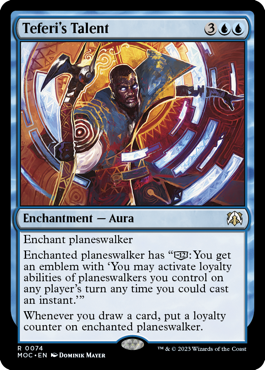 Teferi's Talent 3
Enchantment — Aura
Enchant planeswalker
Enchanted planeswalker has “: You get
an emblem with ‘You may activate loyalty
abilities of planeswalkers you control on
any player's turn any time you could cast
an instant.’”
Whenever you draw a card, put a loyalty
counter on enchanted planeswalker.
R 0074
MOC • EN DOMINIK MAYER
™ & © 2023 Wizards of the Coast